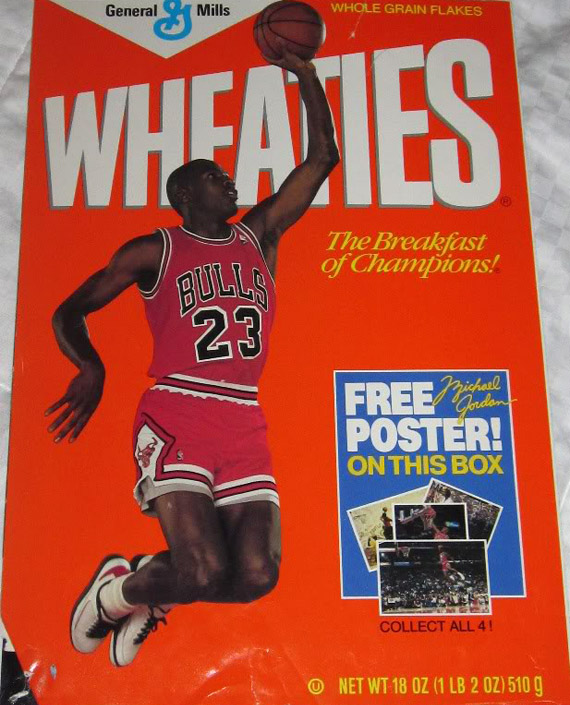 General Mills
WHOLE GRAIN FLAKES
WHEATIES®
The Breakfast
of Champions!®
BULLS
23
FREE Michael Jordan
POSTER!
ON THIS BOX
COLLECT ALL 4!
Ⓤ NET WT 18 OZ (1 LB 2 OZ) 510 g